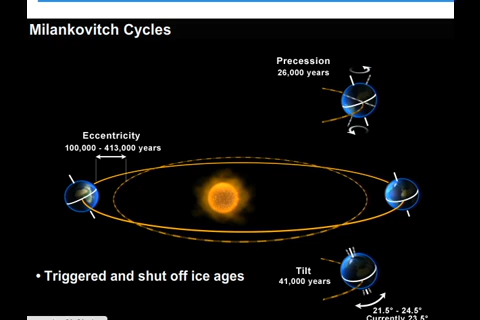 Milankovitch Cycles
Precession
26,000 years
Eccentricity
100,000 - 413,000 years
• Triggered and shut off ice ages
Tilt
41,000 years
21.5° - 24.5°
Currently 23.5°